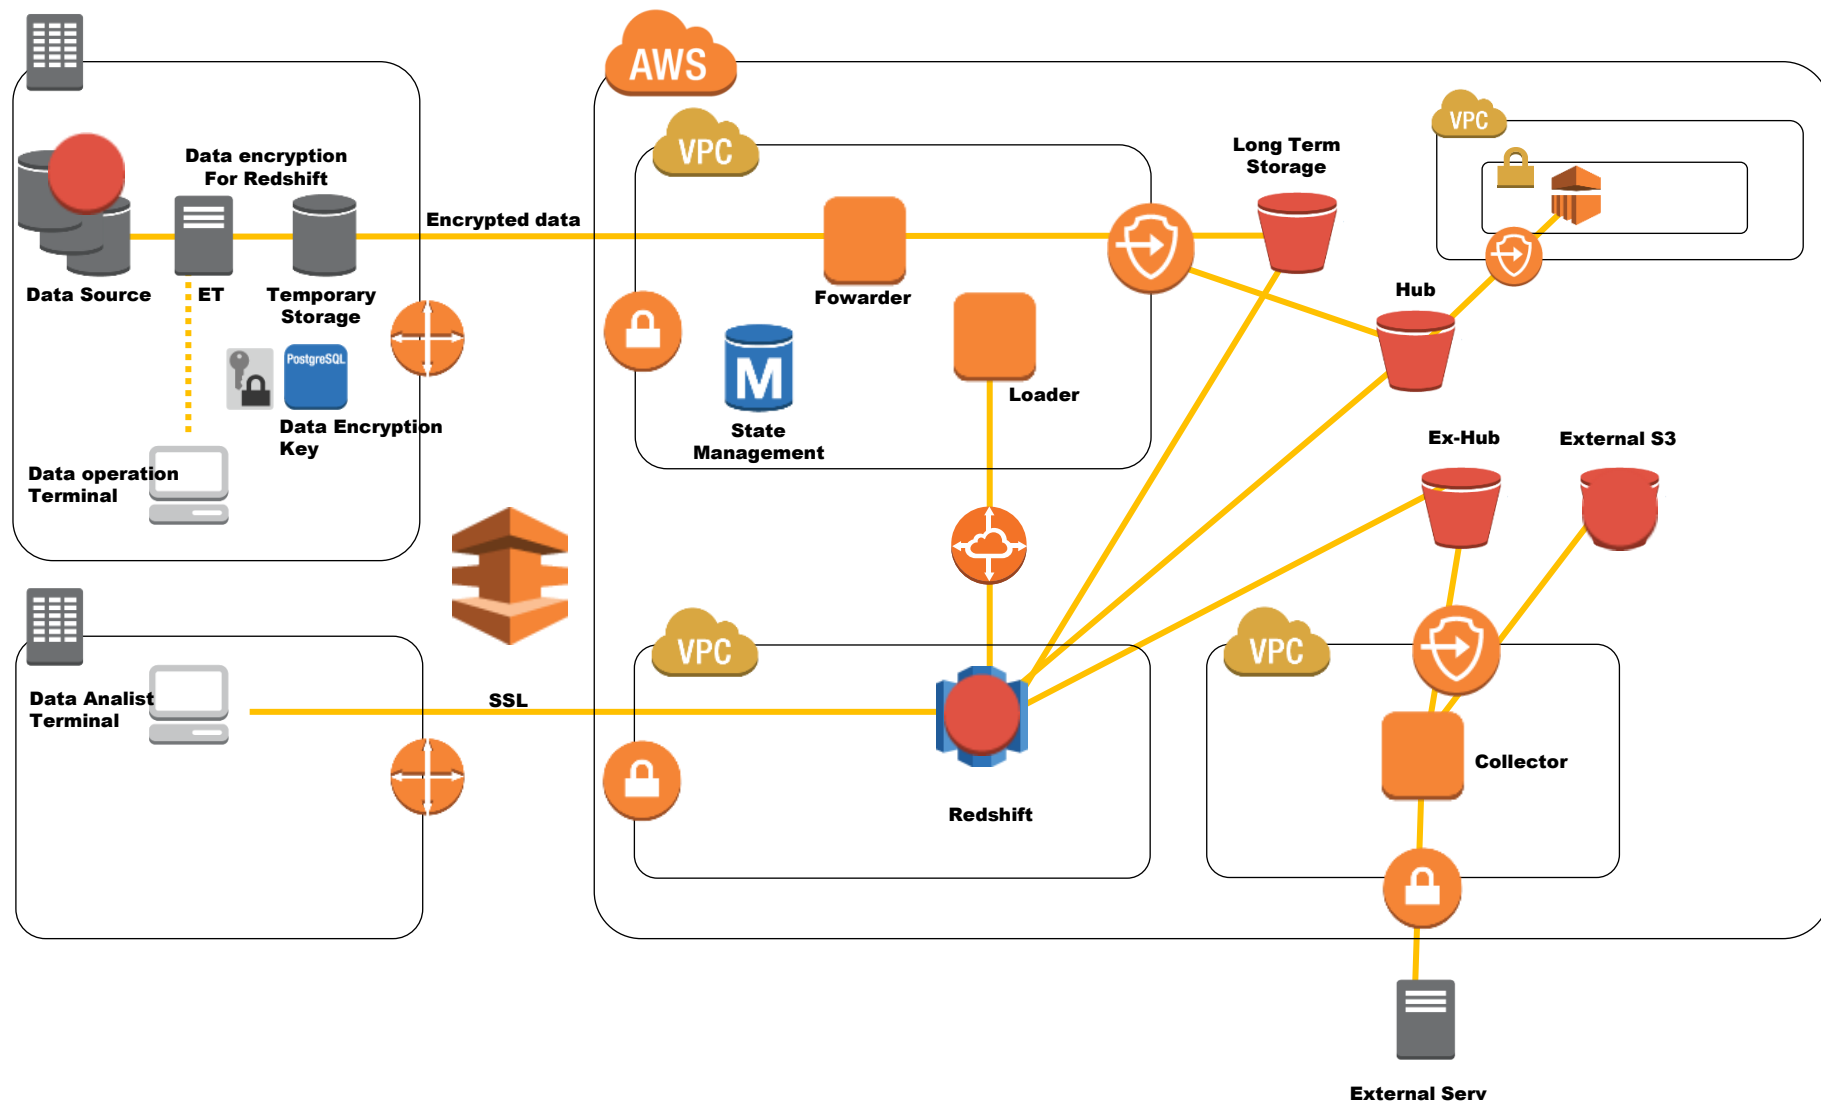 AWS
VPC
VPC
Data encryption
For Redshift
Long Term
Storage
Encrypted data
Data Source
ET
Temporary
Storage
Fowarder
Hub
PostgreSQL
M
Loader
Data Encryption
Key
State
Management
Ex-Hub
External S3
Data operation
Terminal
VPC
VPC
Data Analist
Terminal
SSL
Collector
Redshift
External Serv